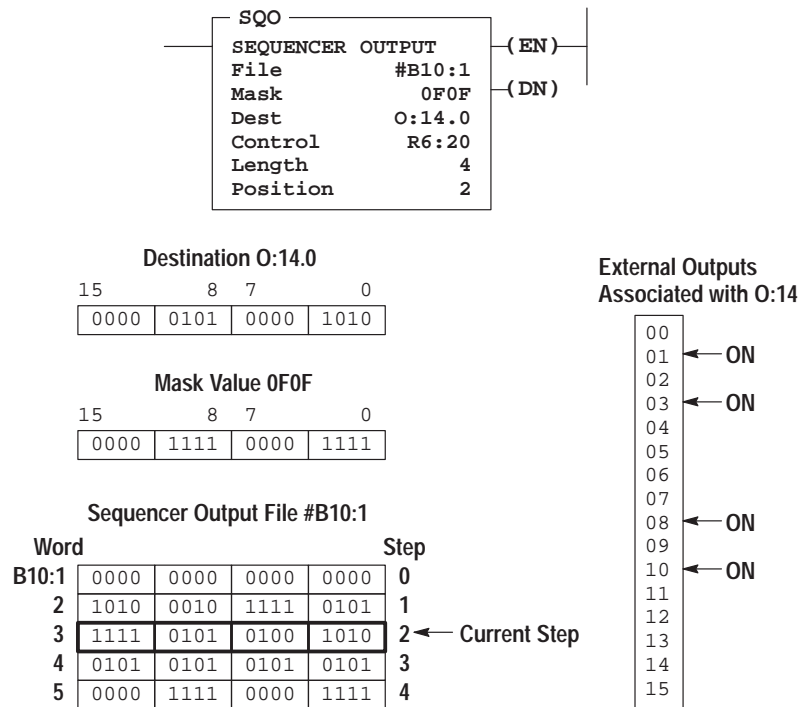 SQO
SEQUENCER OUTPUT
File #B10:1
Mask 0F0F
Dest O:14.0
Control R6:20
Length 4
Position 2
(EN)
(DN)
Destination O:14.0
15 8 7 0
0000 0101 0000 1010
Mask Value 0F0F
15 8 7 0
0000 1111 0000 1111
Sequencer Output File #B10:1
Word Step
B10:1 0000 0000 0000 0000 0
2 1010 0010 1111 0101 1
3 1111 0101 0100 1010 2 Current Step
4 0101 0101 0101 0101 3
5 0000 1111 0000 1111 4
External Outputs
Associated with O:14
00
01 ON
02
03 ON
04
05
06
07
08 ON
09
10 ON
11
12
13
14
15